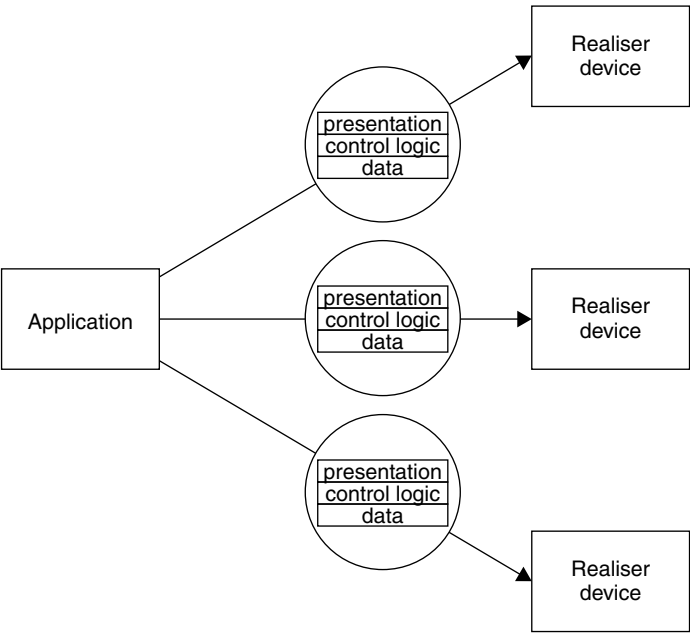 Realiser
device
presentation
control logic
data
Application
presentation
control logic
data
Realiser
device
presentation
control logic
data
Realiser
device